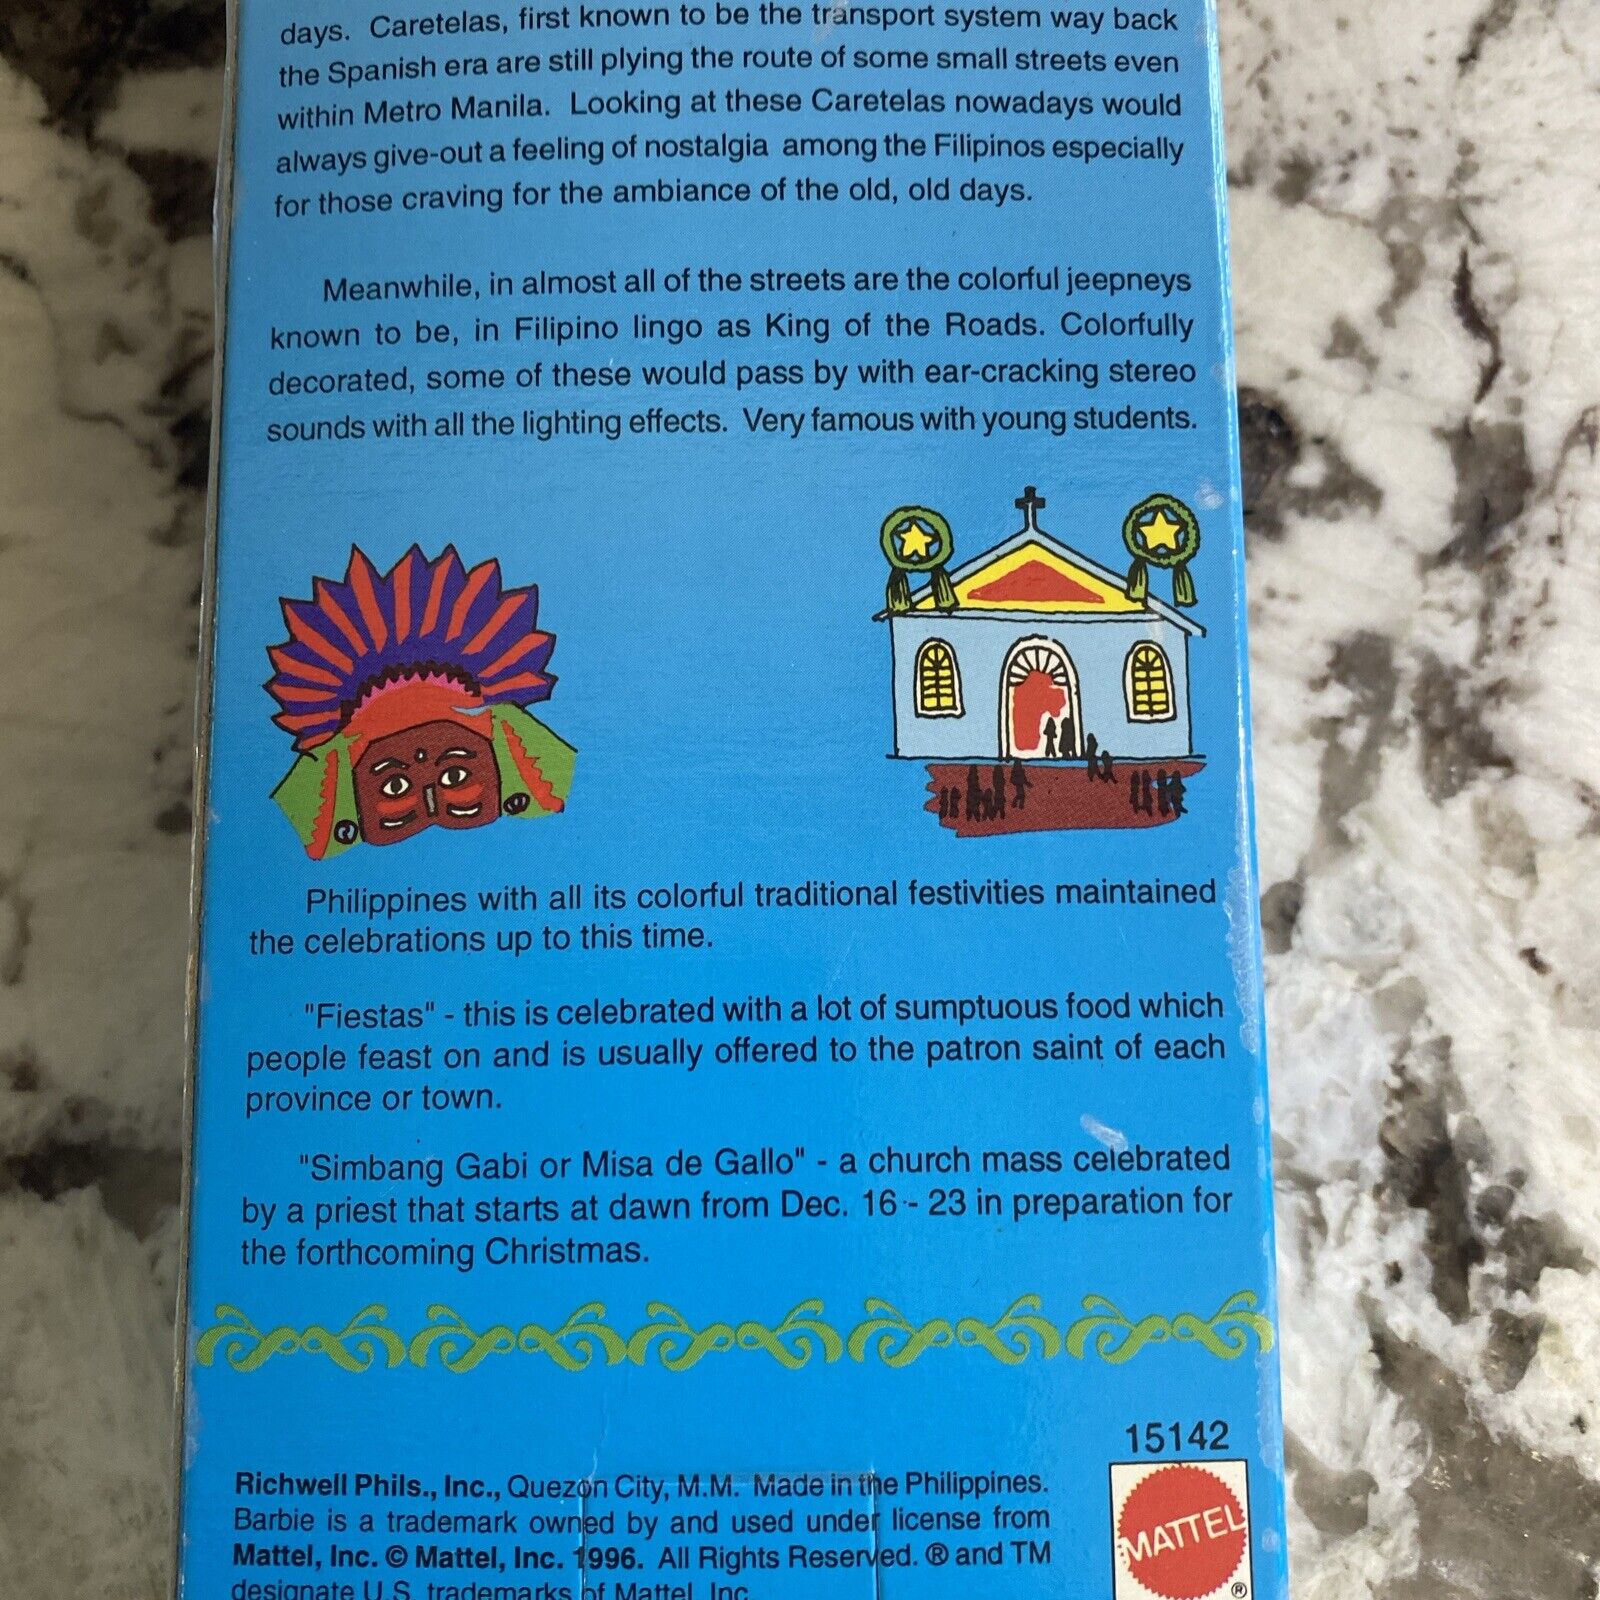 days. Caretelas, first known to be the transport system way back
the Spanish era are still plying the route of some small streets even
within Metro Manila. Looking at these Caretelas nowadays would
always give-out a feeling of nostalgia among the Filipinos especially
for those craving for the ambiance of the old, old days.
Meanwhile, in almost all of the streets are the colorful jeepneys
known to be, in Filipino lingo as King of the Roads. Colorfully
decorated, some of these would pass by with ear-cracking stereo
sounds with all the lighting effects. Very famous with young students.
Philippines with all its colorful traditional festivities maintained
the celebrations up to this time.
"Fiestas" - this is celebrated with a lot of sumptuous food which
people feast on and is usually offered to the patron saint of each
province or town.
"Simbang Gabi or Misa de Gallo" - a church mass celebrated
by a priest that starts at dawn from Dec. 16 - 23 in preparation for
the forthcoming Christmas.
15142
Richwell Phils., Inc., Quezon City, M.M. Made in the Philippines.
Barbie is a trademark owned by and used under license from
Mattel, Inc. © Mattel, Inc. 1996. All Rights Reserved. ® and TM
designate U.S. trademarks of Mattel, Inc.
MATTEL
®